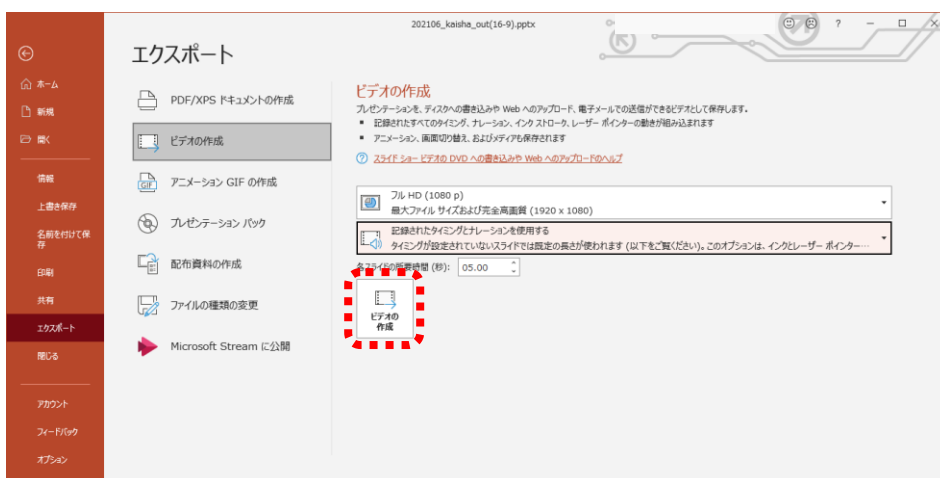 202106_kaisha_out(16-9).pptx
?
エクスポート
ホーム
新規
開く
情報
上書き保存
名前を付けて保
存
印刷
共有
エクスポート
閉じる
アカウント
フィードバック
オプション
PDF/XPS ドキュメントの作成
ビデオの作成
アニメーション GIF の作成
プレゼンテーション パック
配布資料の作成
ファイルの種類の変更
Microsoft Stream に公開
ビデオの作成
プレゼンテーションを、ディスクへの書き込みや Web へのアップロード、電子メールでの送信ができるビデオとして保存します。
▪ 記録されたすべてのタイミング、ナレーション、インク ストローク、レーザー ポインターの動きが組み込まれます
▪ アニメーション、画面切り替え、およびメディアも保存されます
スライド ショー ビデオの DVD への書き込みや Web へのアップロードのヘルプ
フル HD (1080 p)
最大ファイル サイズおよび完全高画質 (1920 x 1080)
記録されたタイミングとナレーションを使用する
タイミングが設定されていないスライドでは既定の長さが使われます (以下をご覧ください)。このオプションは、インクとレーザー ポインター…
各スライドの所要時間 (秒): 05.00
ビデオの
作成